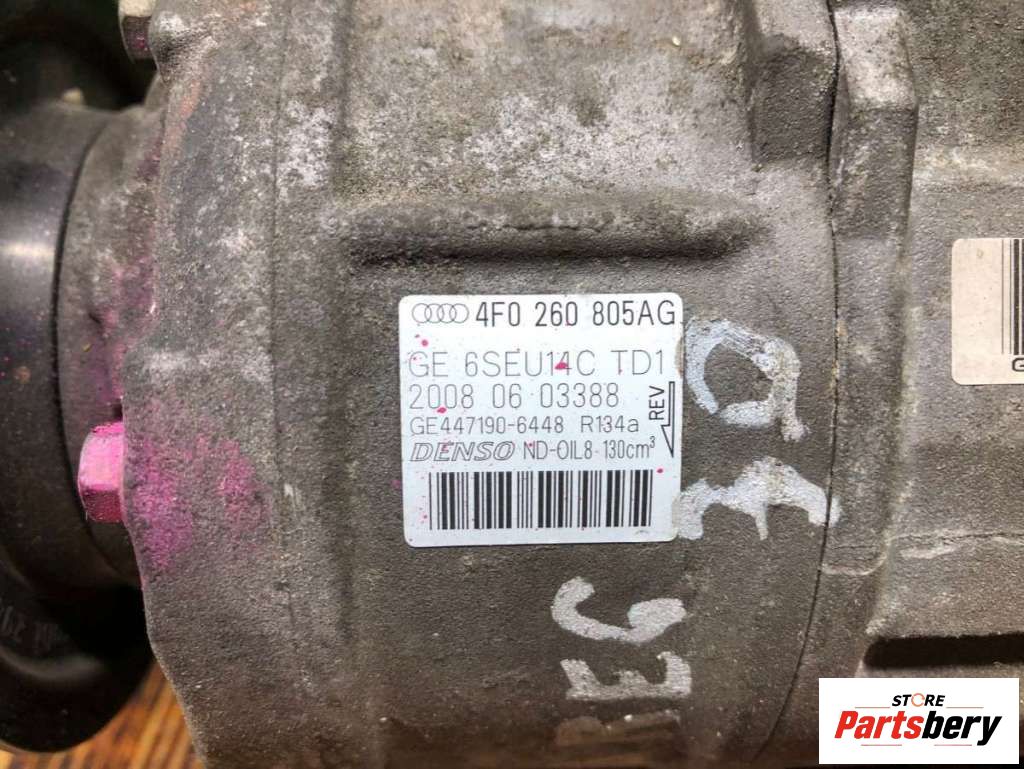 4F0 260 805AG
GE 6SEU14C TD1
2008 06 03388
GE447190-6448 R134a
REV
DENSO ND-OIL8-130cm³
G
STORE
Partsbery